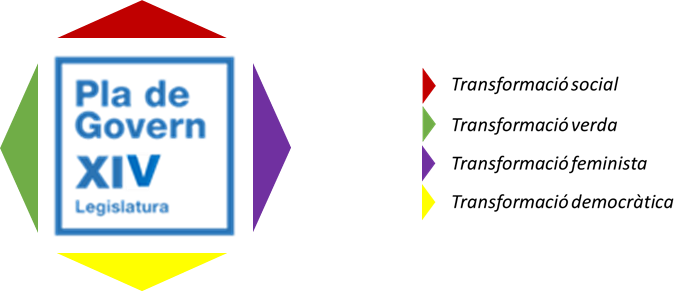 Pla de
Govern
XIV
Legislatura
Transformació social
Transformació verda
Transformació feminista
Transformació democràtica